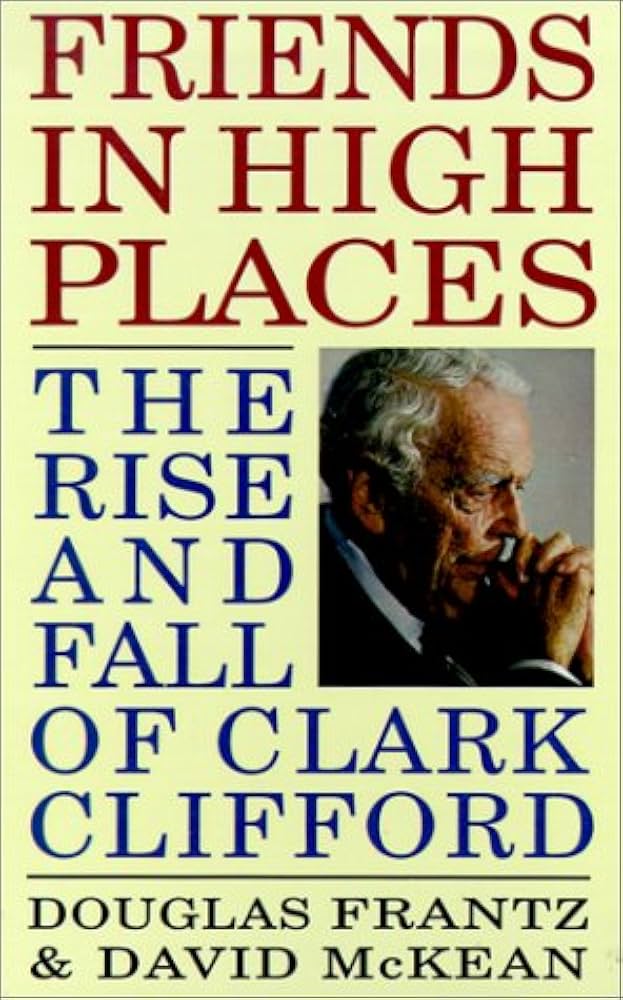 FRIENDS
IN HIGH
PLACES
THE
RISE
AND
FALL
OF CLARK
CLIFFORD
DOUGLAS FRANTZ
& DAVID McKEAN